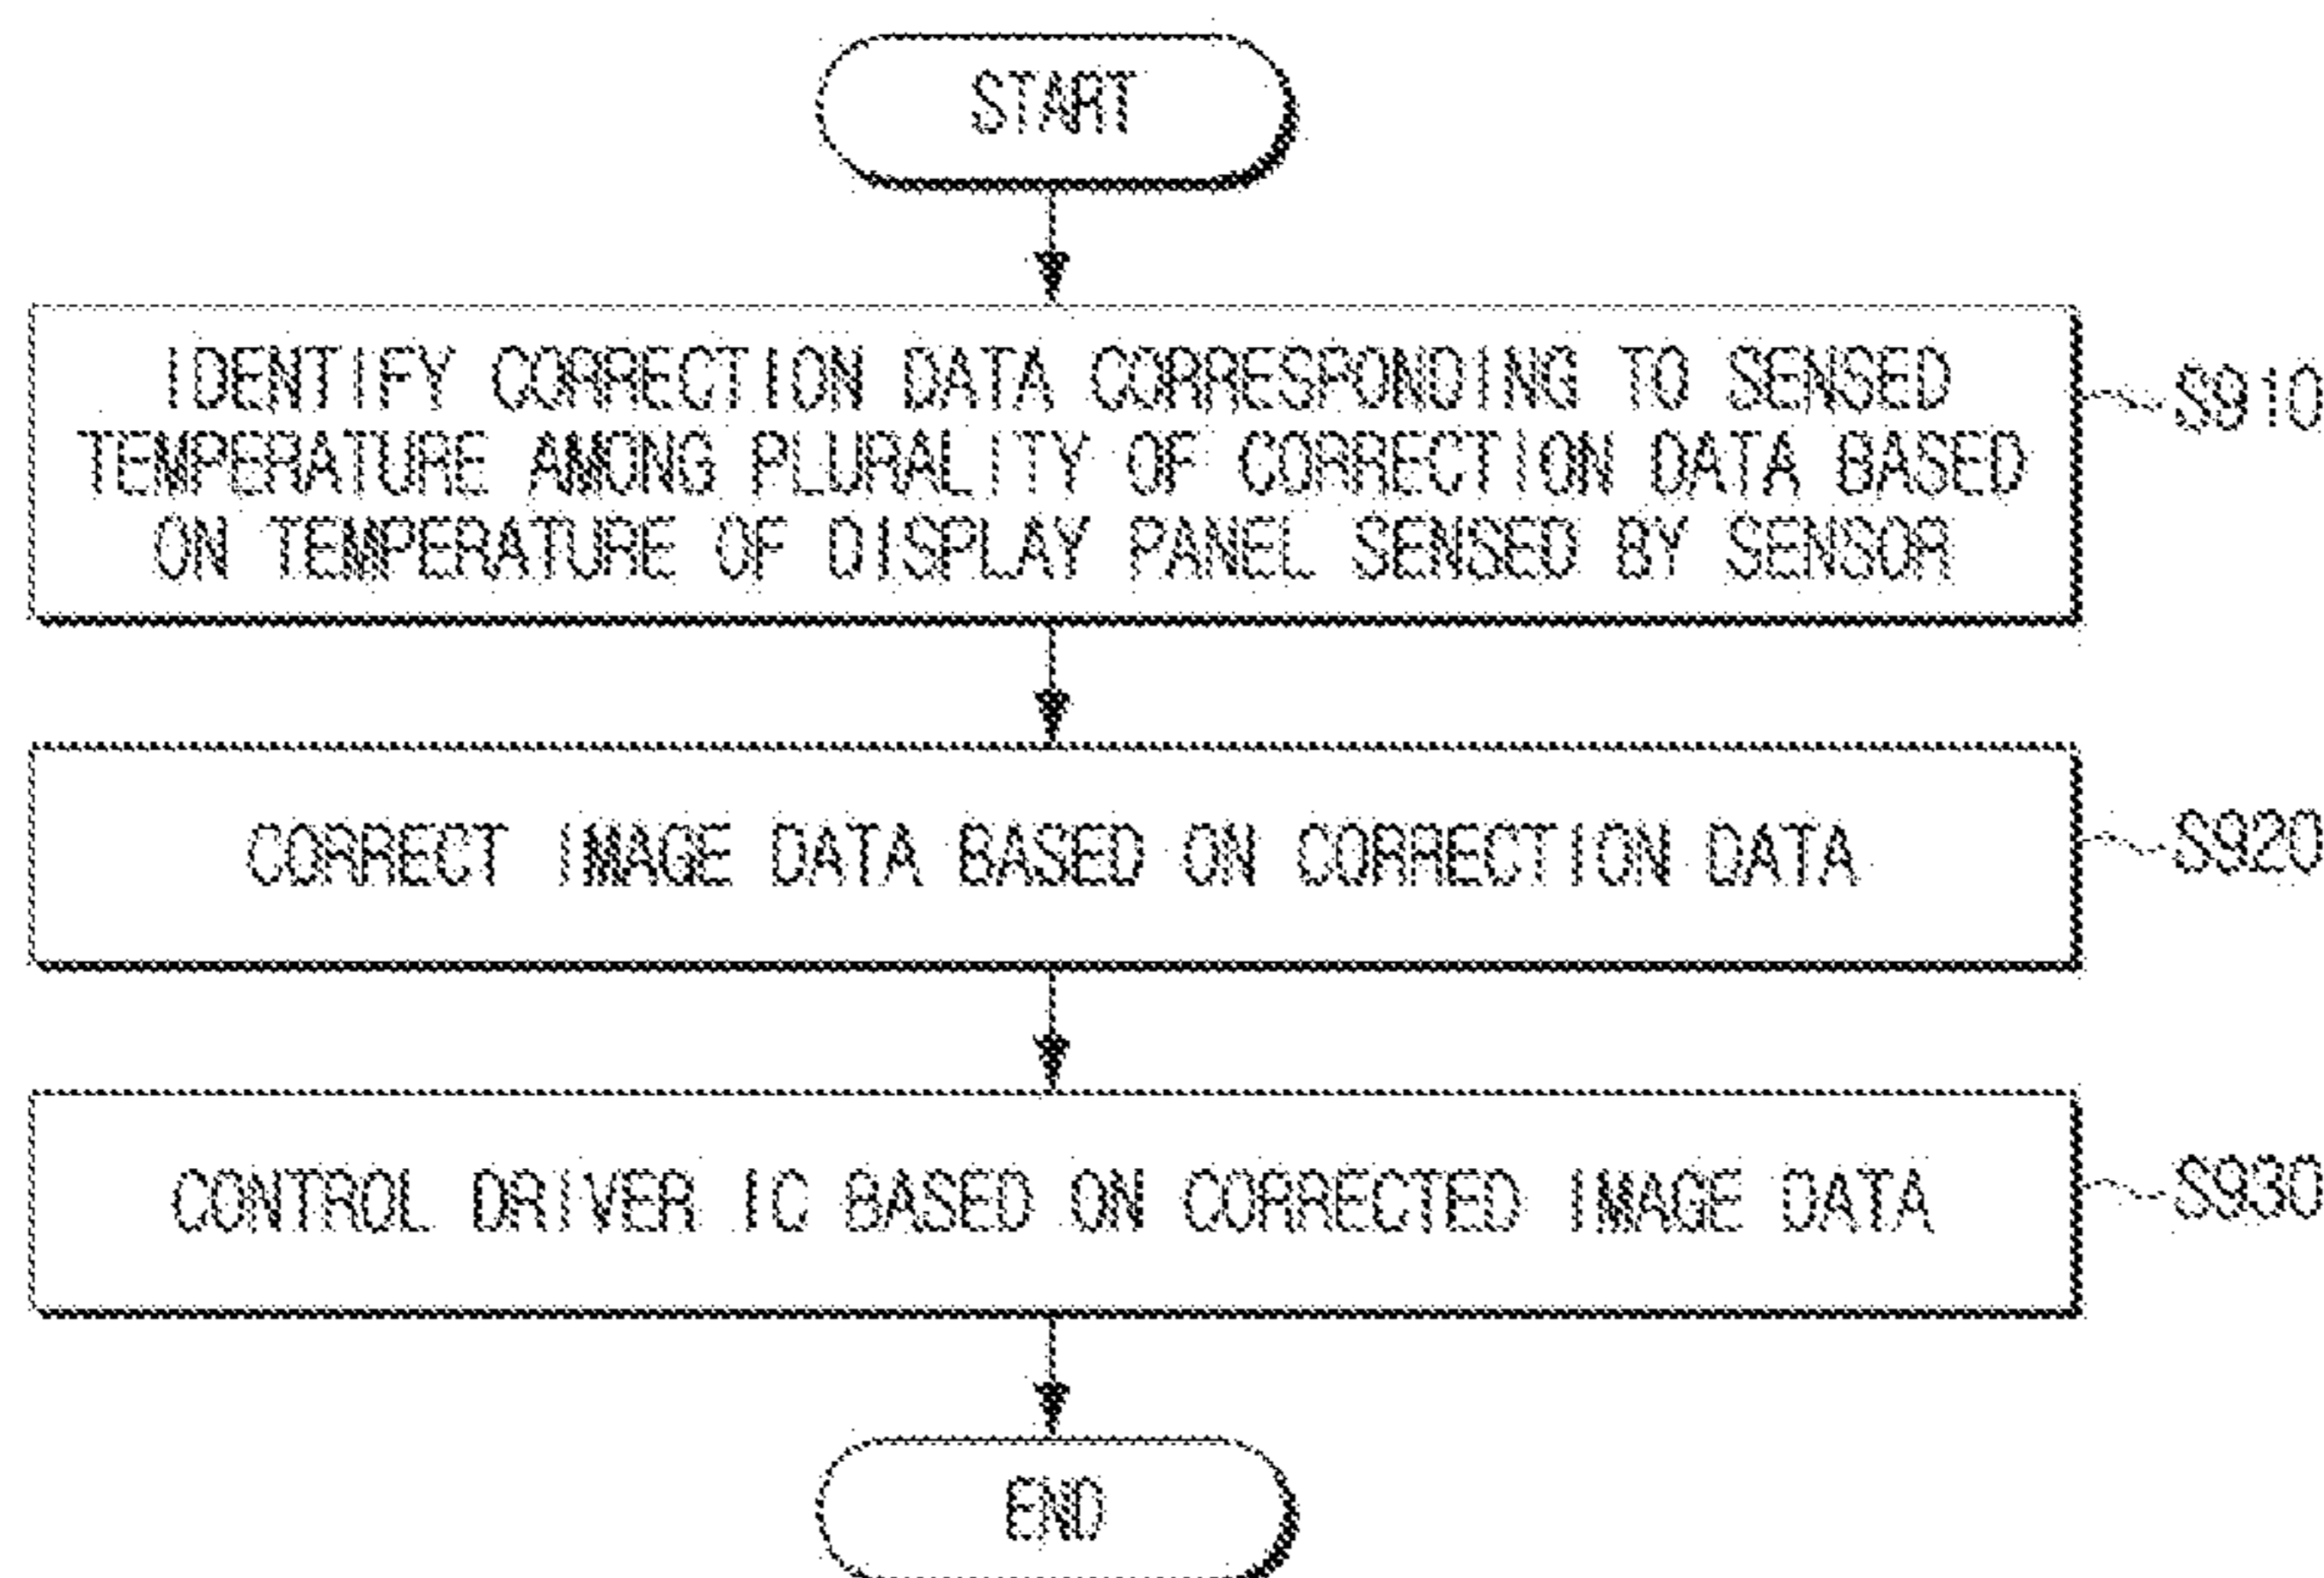 START
IDENTIFY CORRECTION DATA CORRESPONDING TO SENSED
TEMPERATURE AMONG PLURALITY OF CORRECTION DATA BASED
ON TEMPERATURE OF DISPLAY PANEL SENSED BY SENSOR
S910
CORRECT IMAGE DATA BASED ON CORRECTION DATA
S920
CONTROL DRIVER IC BASED ON CORRECTED IMAGE DATA
S930
END